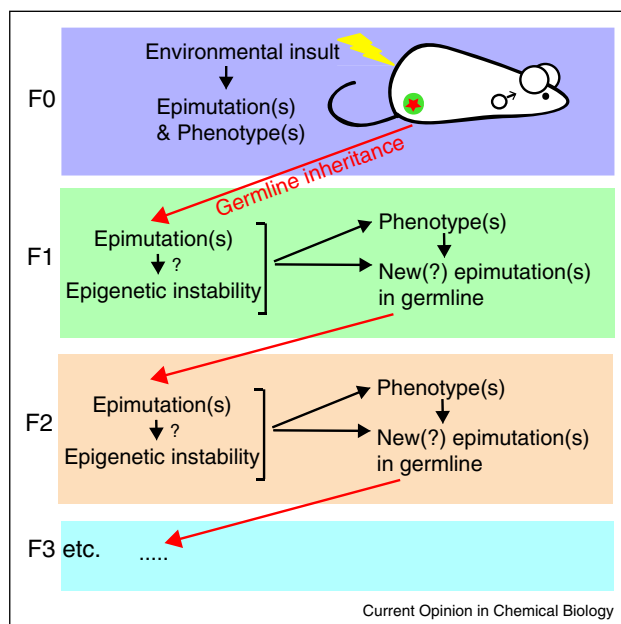 F0
Environmental insult
Epimutation(s)
& Phenotype(s)
Germline inheritance
F1
Epimutation(s)
?
Epigenetic instability
Phenotype(s)
New(?) epimutation(s)
in germline
F2
Epimutation(s)
?
Epigenetic instability
Phenotype(s)
New(?) epimutation(s)
in germline
F3 etc. .....
Current Opinion in Chemical Biology